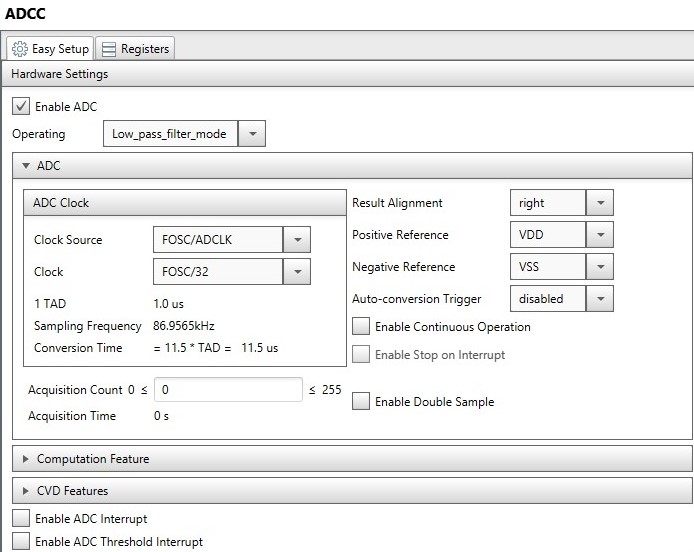 ADCC
Easy Setup Registers
Hardware Settings
Enable ADC
Operating Low_pass_filter_mode
ADC
ADC Clock
Clock Source FOSC/ADCLK
Clock FOSC/32
1 TAD 1.0 us
Sampling Frequency 86.9565kHz
Conversion Time = 11.5 * TAD = 11.5 us
Result Alignment right
Positive Reference VDD
Negative Reference VSS
Auto-conversion Trigger disabled
Enable Continuous Operation
Enable Stop on Interrupt
Acquisition Count 0 ≤ 0 ≤ 255
Acquisition Time 0 s
Enable Double Sample
Computation Feature
CVD Features
Enable ADC Interrupt
Enable ADC Threshold Interrupt